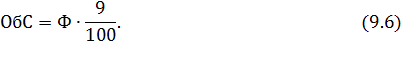 ОбС = Ф · 9/100. (9.6)